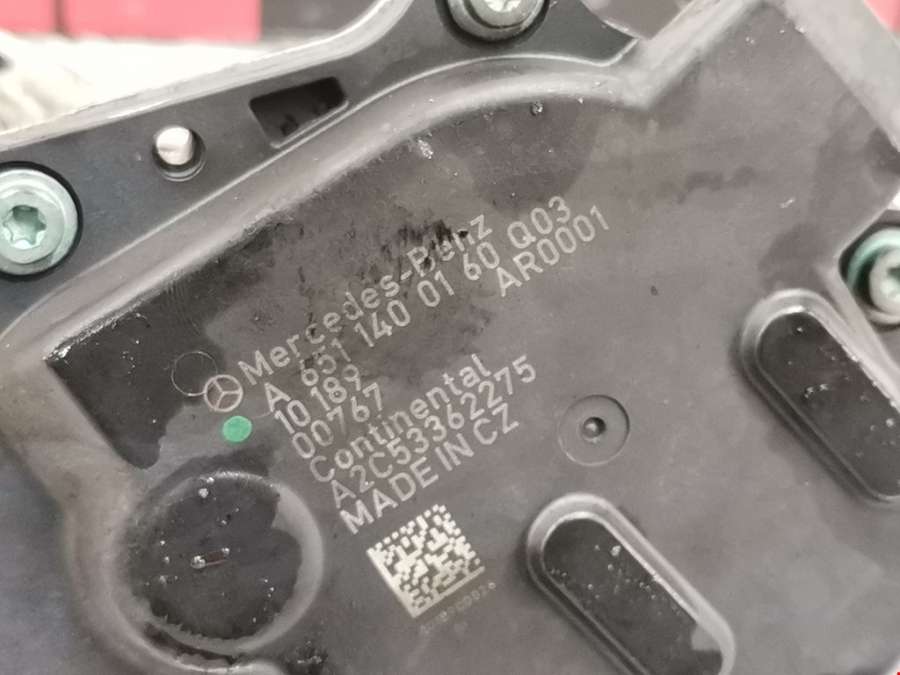 Mercedes-Benz
A 651 140 01 60 Q03
10.189 AR0001
00767
Continental
A2C53362275
MADE IN CZ